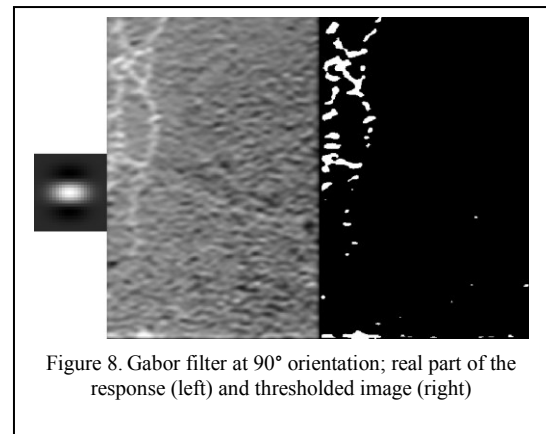 Figure 8. Gabor filter at 90° orientation; real part of the
response (left) and thresholded image (right)